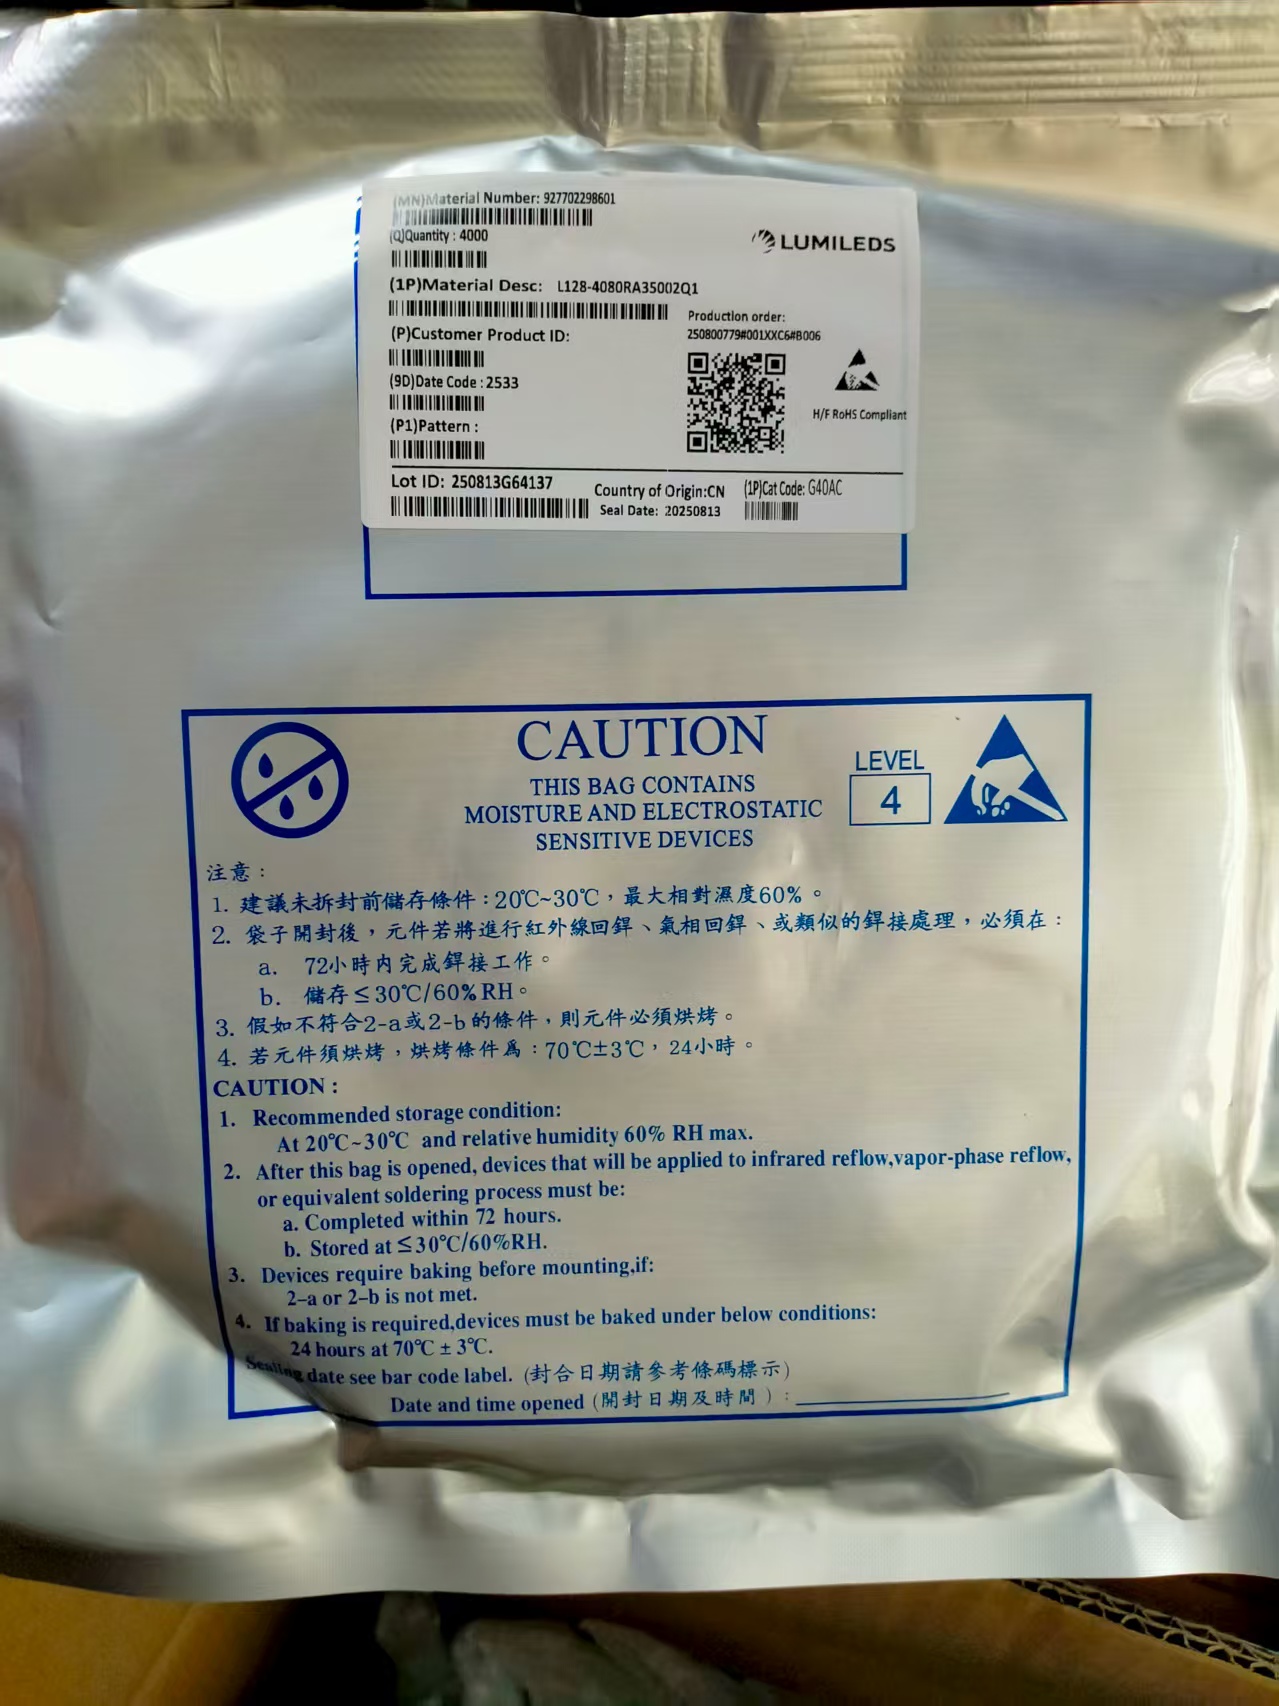 (MN)Material Number: 927702298601
(Q)Quantity : 4000
LUMILEDS
(1P)Material Desc: L128-4080RA35002Q1
Production order:
250800779#001XXC6#B006
(P)Customer Product ID:
(9D)Date Code : 2533
(P1)Pattern :
H/F RoHS Compliant
Lot ID: 250813G64137
Country of Origin:CN
(1P)Cat Code: G40AC
Seal Date: 20250813
CAUTION
THIS BAG CONTAINS
MOISTURE AND ELECTROSTATIC
SENSITIVE DEVICES
LEVEL
4
注意：
1. 建議未拆封前儲存條件：20℃~30℃，最大相對濕度60%。
2. 袋子開封後，元件若將進行紅外線回銲、氣相回銲、或類似的銲接處理，必須在：
a. 72小時內完成銲接工作。
b. 儲存≤30℃/60%RH。
3. 假如不符合2-a或2-b的條件，則元件必須烘烤。
4. 若元件須烘烤，烘烤條件爲：70℃±3℃，24小時。
CAUTION :
1. Recommended storage condition:
At 20℃~30℃ and relative humidity 60% RH max.
2. After this bag is opened, devices that will be applied to infrared reflow,vapor-phase reflow,
or equivalent soldering process must be:
a. Completed within 72 hours.
b. Stored at ≤30℃/60%RH.
3. Devices require baking before mounting,if:
2-a or 2-b is not met.
4. If baking is required,devices must be baked under below conditions:
24 hours at 70℃ ± 3℃.
Sealing date see bar code label. (封合日期請參考條碼標示)
Date and time opened (開封日期及時間 ) :